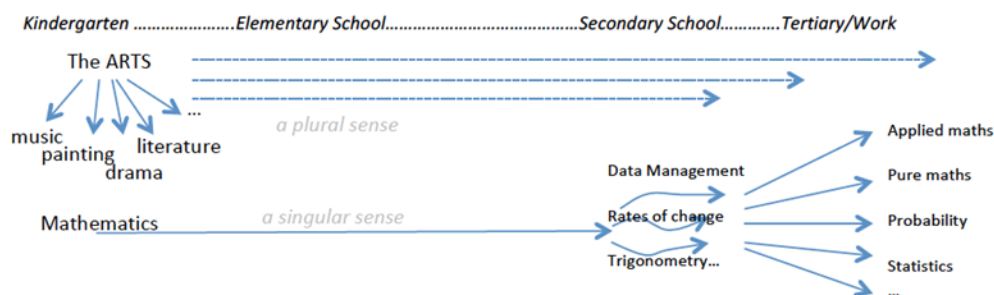 Kindergarten ......................Elementary School............................................Secondary School.............Tertiary/Work
The ARTS
...
music
painting
drama
literature
a plural sense
Mathematics
a singular sense
Data Management
Rates of change
Trigonometry...
Applied maths
Pure maths
Probability
Statistics
...